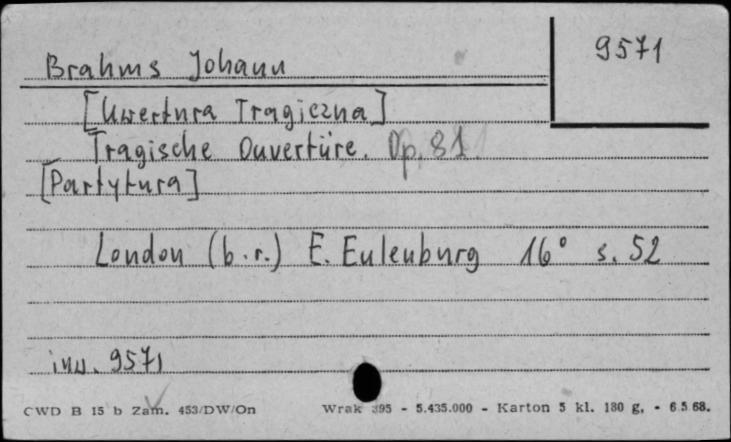 9571
Brahms Johann
[Uwertura Tragiczna]
Tragische Ouvertüre. Op. 81
[Partytura]
London (b.r.) E. Eulenburg 16° s. 52
inw. 9571
CWD B 15 b Zam. 453/DW/On Wrak 395 - 5.435.000 - Karton 5 kl. 180 g, - 6.5.68.